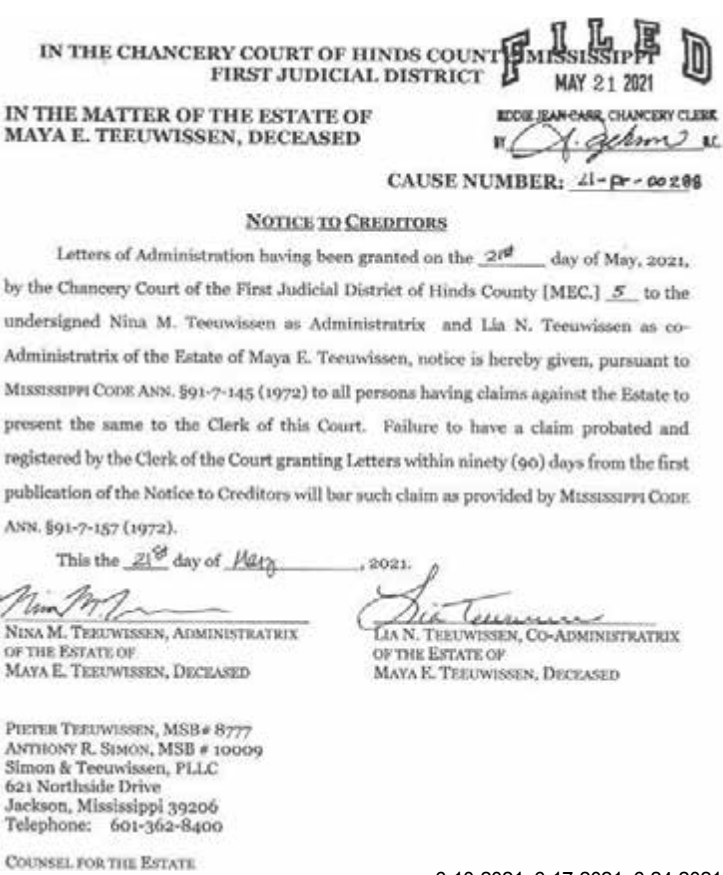 IN THE CHANCERY COURT OF HINDS COUNTY, MISSISSIPPI
FIRST JUDICIAL DISTRICT
FILED
MAY 21 2021
EDDIE JEAN CARR, CHANCERY CLERK
BY D.C.
IN THE MATTER OF THE ESTATE OF
MAYA E. TEEUWISSEN, DECEASED
CAUSE NUMBER: 21-pr-00288
NOTICE TO CREDITORS
Letters of Administration having been granted on the 21st day of May, 2021,
by the Chancery Court of the First Judicial District of Hinds County [MEC.] 5 to the
undersigned Nina M. Teeuwissen as Administratrix and Lia N. Teeuwissen as co-
Administratrix of the Estate of Maya E. Teeuwissen, notice is hereby given, pursuant to
MISSISSIPPI CODE ANN. §91-7-145 (1972) to all persons having claims against the Estate to
present the same to the Clerk of this Court. Failure to have a claim probated and
registered by the Clerk of the Court granting Letters within ninety (90) days from the first
publication of the Notice to Creditors will bar such claim as provided by MISSISSIPPI CODE
ANN. §91-7-157 (1972).
This the 21st day of May, 2021.
NINA M. TEEUWISSEN, ADMINISTRATRIX
OF THE ESTATE OF
MAYA E. TEEUWISSEN, DECEASED
LIA N. TEEUWISSEN, CO-ADMINISTRATRIX
OF THE ESTATE OF
MAYA E. TEEUWISSEN, DECEASED
PIETER TEEUWISSEN, MSB# 8777
ANTHONY R. SIMON, MSB # 10009
Simon & Teeuwissen, PLLC
621 Northside Drive
Jackson, Mississippi 39206
Telephone: 601-362-8400
COUNSEL FOR THE ESTATE